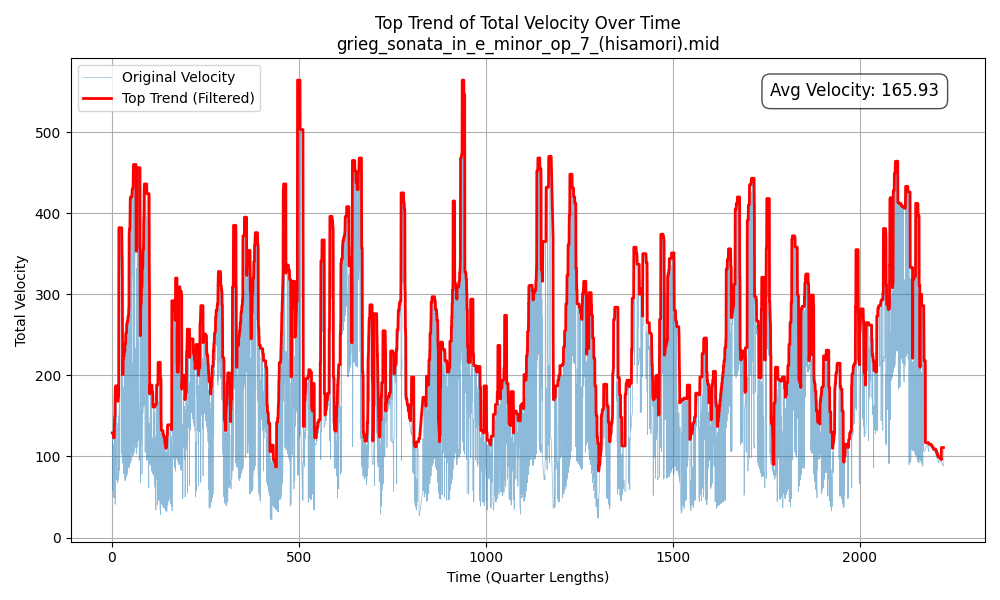 Top Trend of Total Velocity Over Time
grieg_sonata_in_e_minor_op_7_(hisamori).mid
Original Velocity
Top Trend (Filtered)
Avg Velocity: 165.93
Total Velocity
500
400
300
200
100
0
0
500
1000
1500
2000
Time (Quarter Lengths)